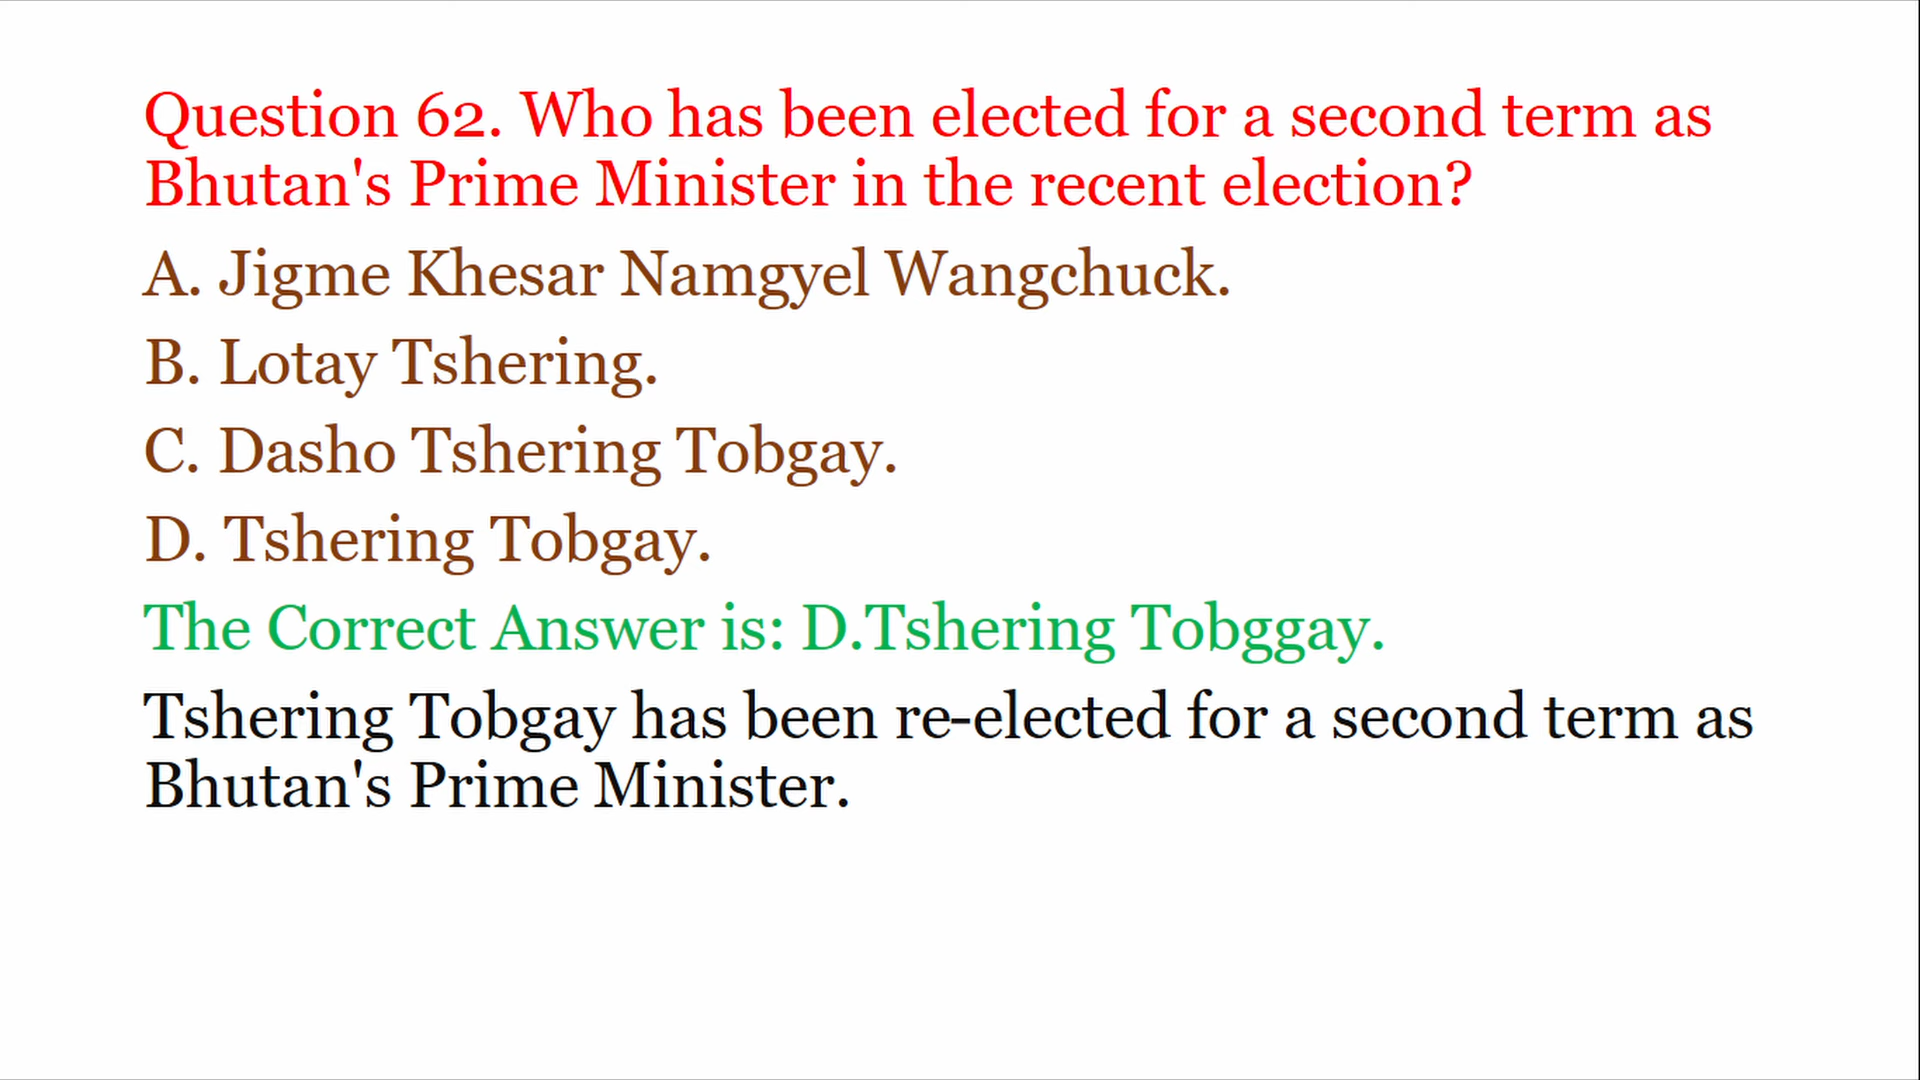 Question 62. Who has been elected for a second term as
Bhutan's Prime Minister in the recent election?
A. Jigme Khesar Namgyel Wangchuck.
B. Lotay Tshering.
C. Dasho Tshering Tobgay.
D. Tshering Tobgay.
The Correct Answer is: D.Tshering Tobggay.
Tshering Tobgay has been re-elected for a second term as
Bhutan's Prime Minister.